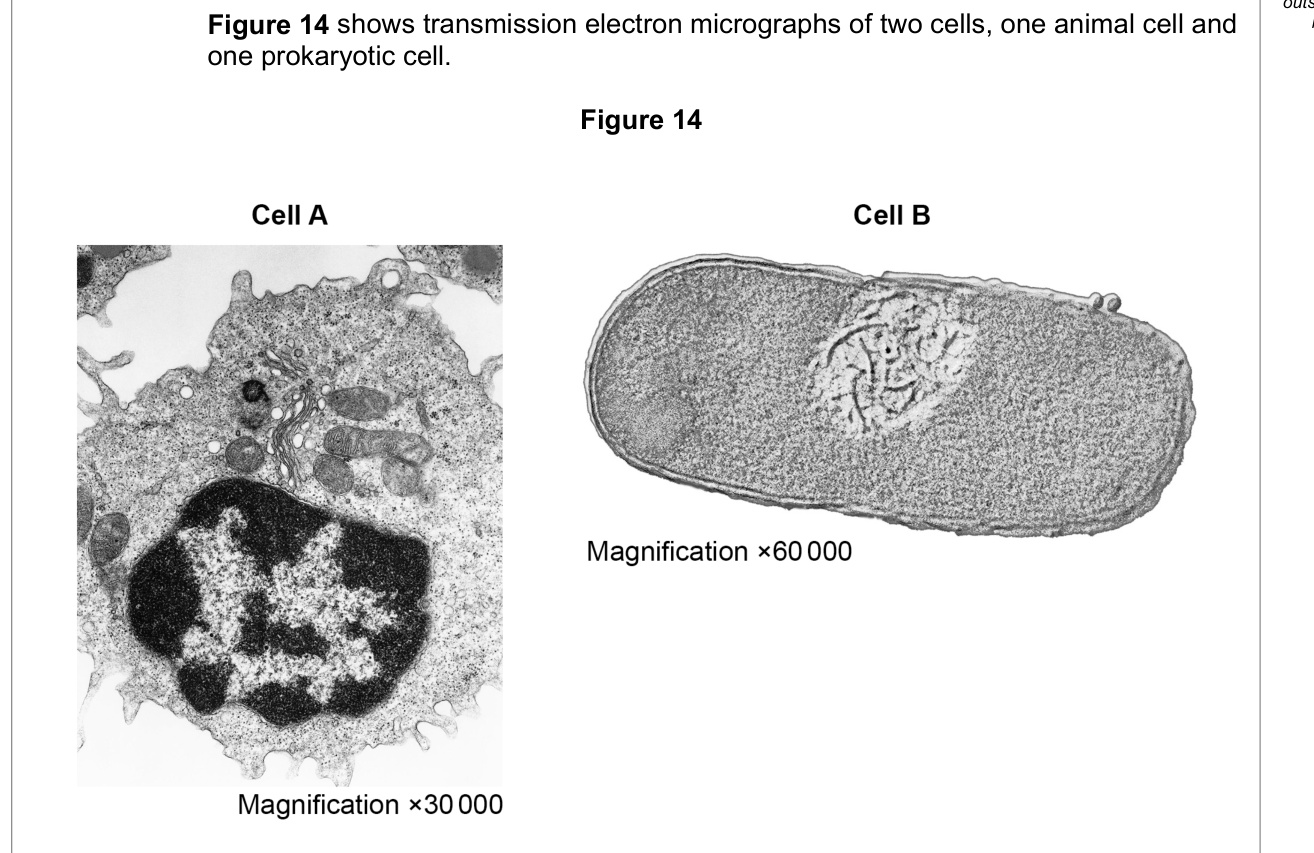 Figure 14 shows transmission electron micrographs of two cells, one animal cell and
one prokaryotic cell.
Figure 14
Cell A
Cell B
Magnification ×60 000
Magnification ×30 000